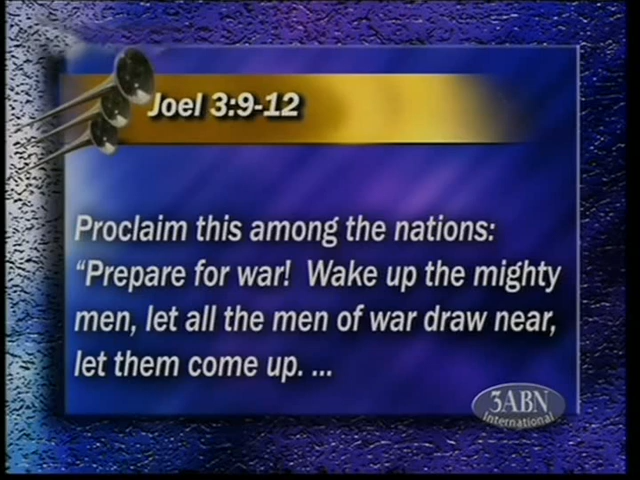 Joel 3:9-12
Proclaim this among the nations:
“Prepare for war!  Wake up the mighty
men, let all the men of war draw near,
let them come up. ...
3ABN
International